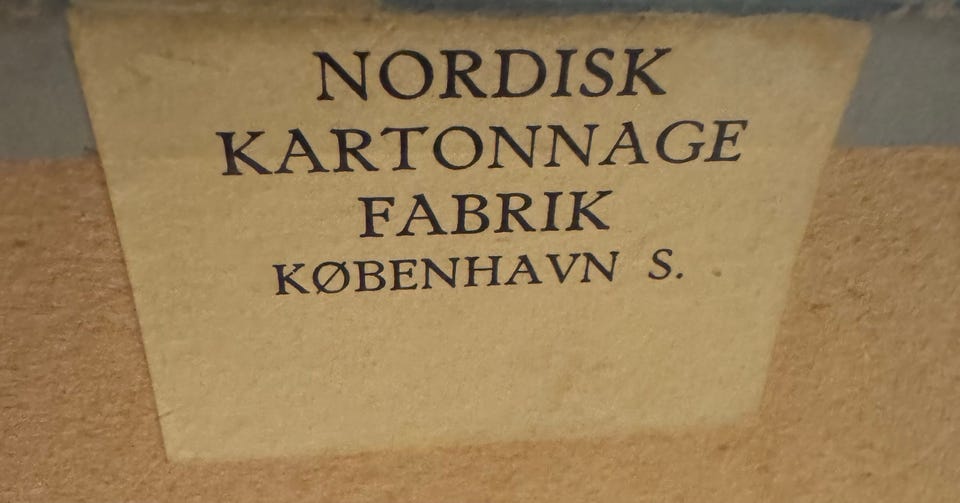 NORDISK
KARTONNAGE
FABRIK
KØBENHAVN S.